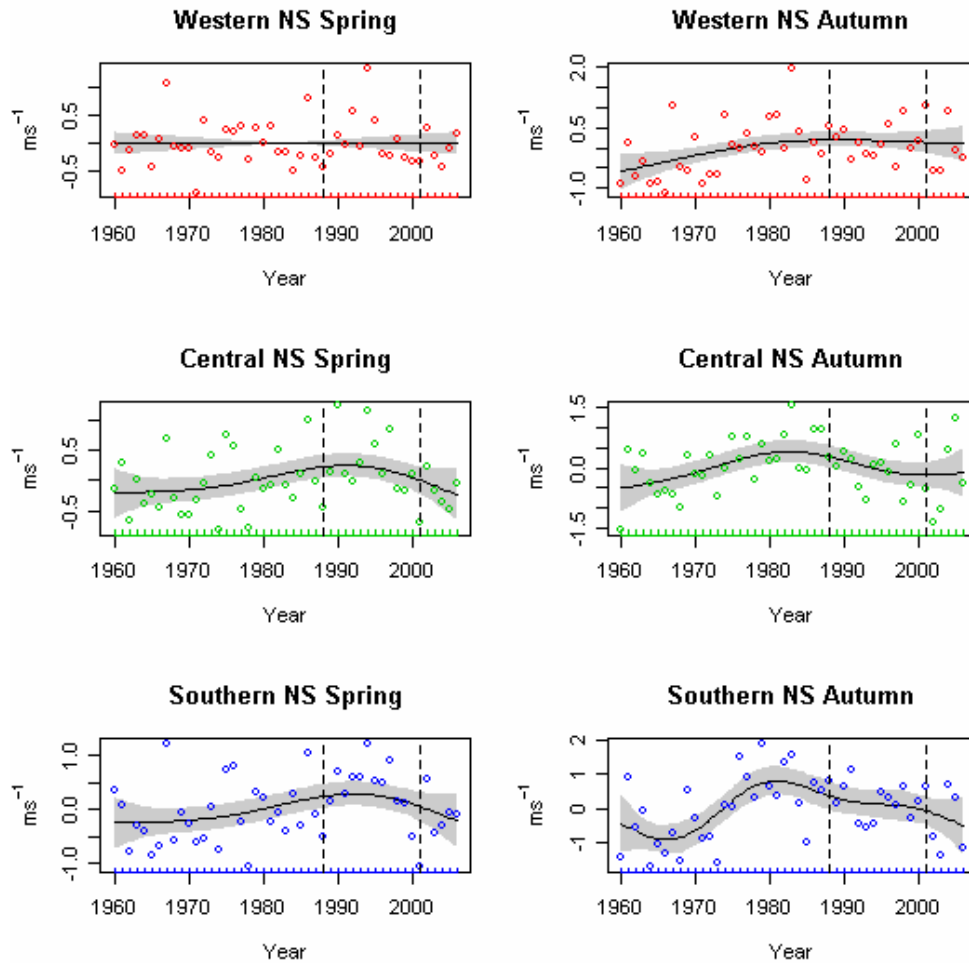 Western NS Spring
ms⁻¹
0.5
-0.5
1960 1970 1980 1990 2000
Year
Western NS Autumn
ms⁻¹
2.0
0.5
-1.0
1960 1970 1980 1990 2000
Year
Central NS Spring
ms⁻¹
0.5
-0.5
1960 1970 1980 1990 2000
Year
Central NS Autumn
ms⁻¹
1.5
0.0
-1.5
1960 1970 1980 1990 2000
Year
Southern NS Spring
ms⁻¹
1.0
0.0
-1.0
1960 1970 1980 1990 2000
Year
Southern NS Autumn
ms⁻¹
2
1
0
-1
1960 1970 1980 1990 2000
Year